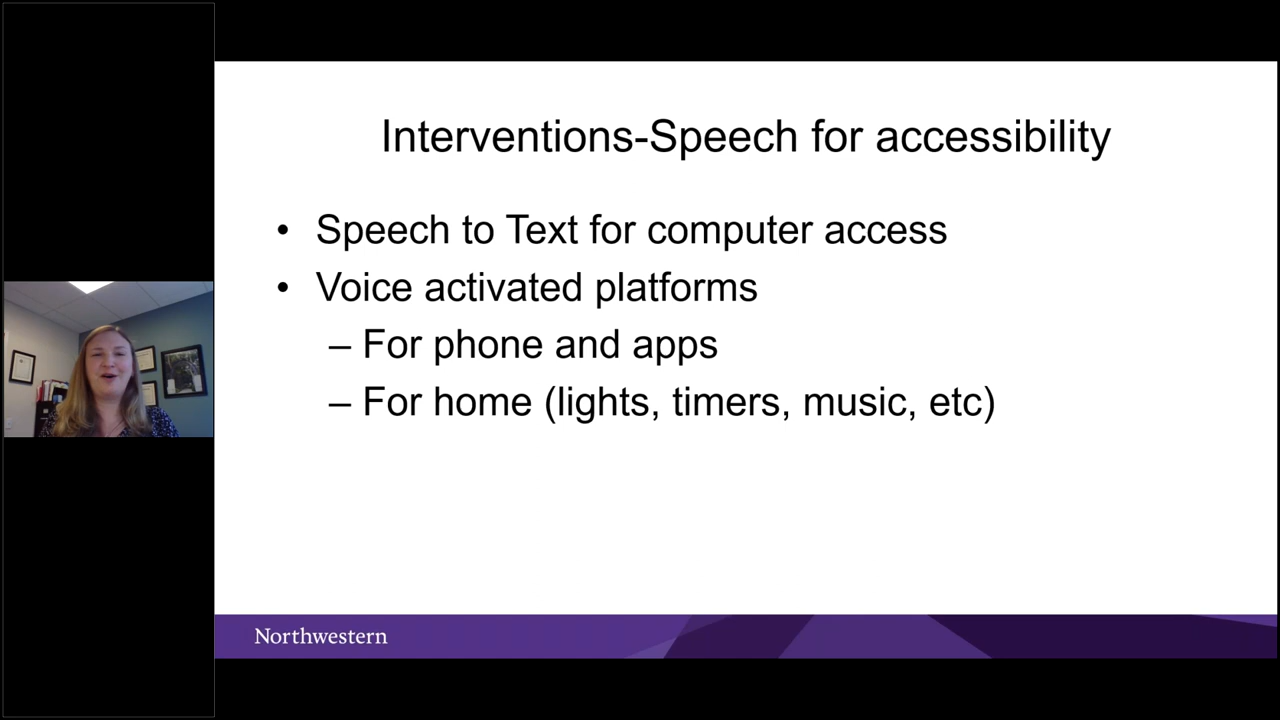 Interventions-Speech for accessibility
• Speech to Text for computer access
• Voice activated platforms
– For phone and apps
– For home (lights, timers, music, etc)
Northwestern